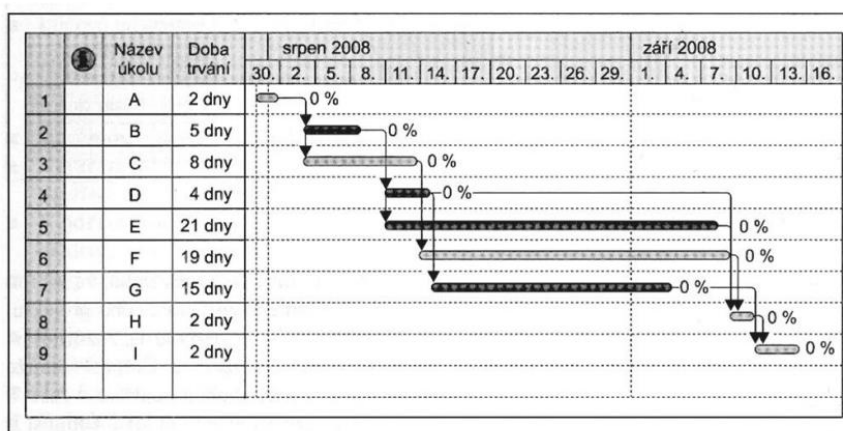 Název úkolu Doba trvání srpen 2008 září 2008
30. 2. 5. 8. 11. 14. 17. 20. 23. 26. 29. 1. 4. 7. 10. 13. 16.
1 A 2 dny 0 %
2 B 5 dny 0 %
3 C 8 dny 0 %
4 D 4 dny 0 %
5 E 21 dny 0 %
6 F 19 dny 0 %
7 G 15 dny 0 %
8 H 2 dny 0 %
9 I 2 dny 0 %